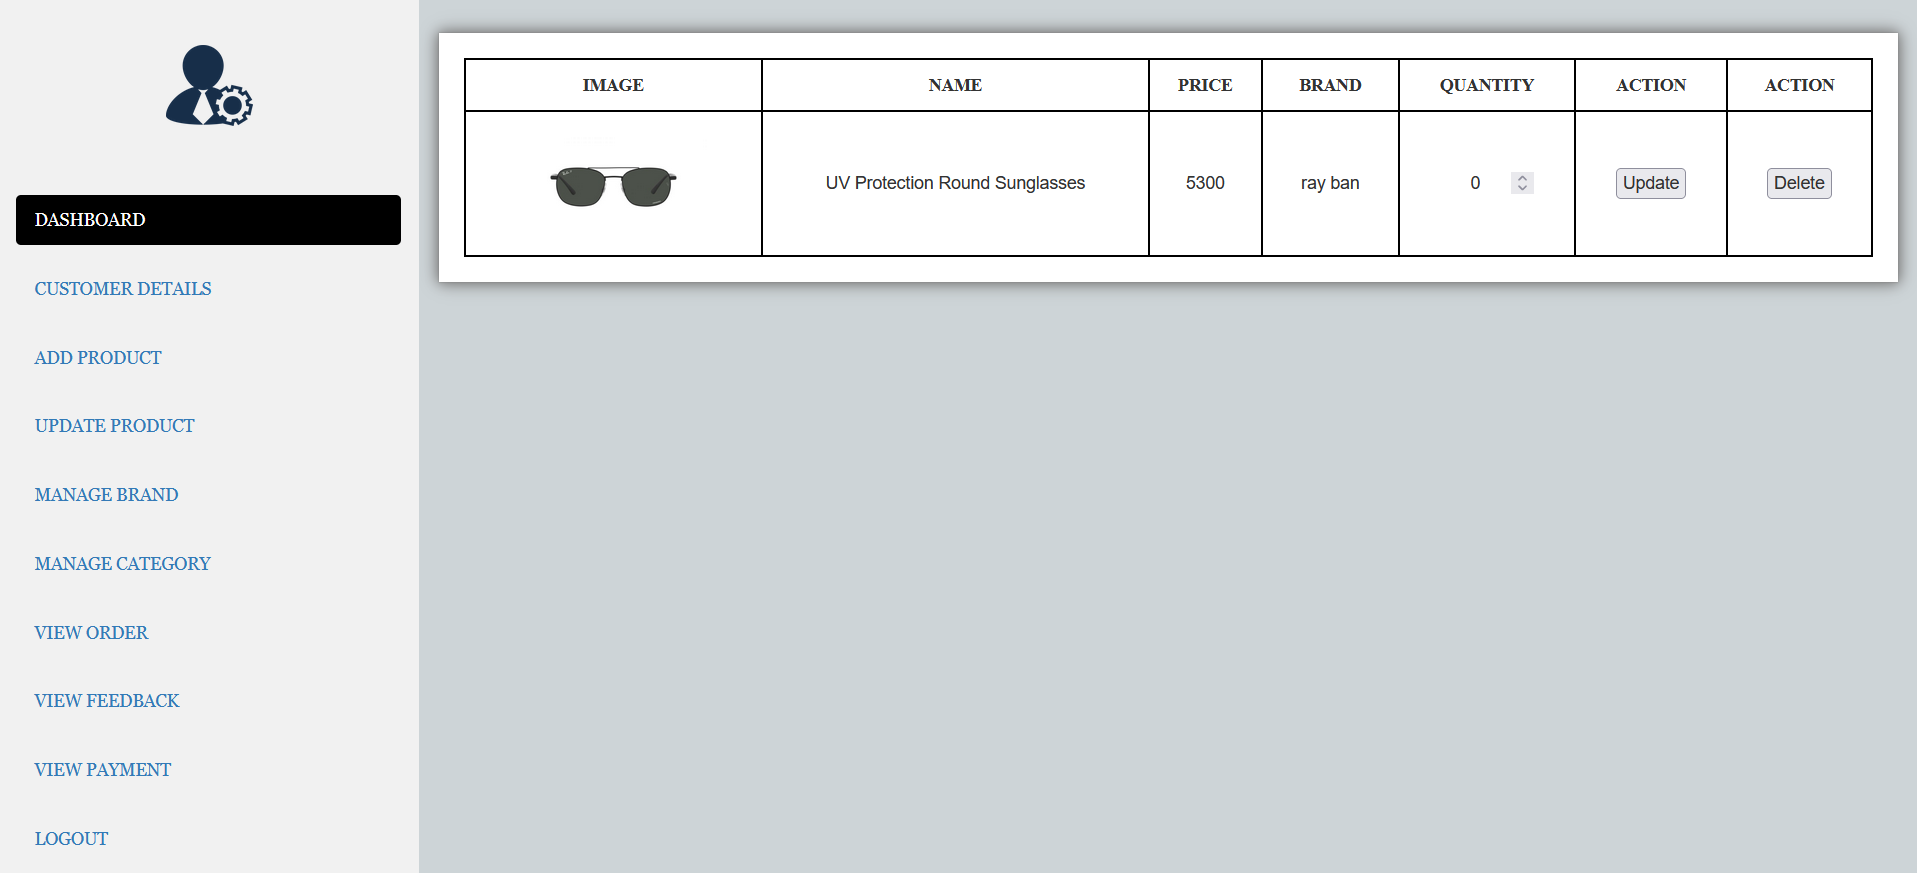 DASHBOARD
CUSTOMER DETAILS
ADD PRODUCT
UPDATE PRODUCT
MANAGE BRAND
MANAGE CATEGORY
VIEW ORDER
VIEW FEEDBACK
VIEW PAYMENT
LOGOUT
IMAGE NAME PRICE BRAND QUANTITY ACTION ACTION
UV Protection Round Sunglasses 5300 ray ban 0 Update Delete